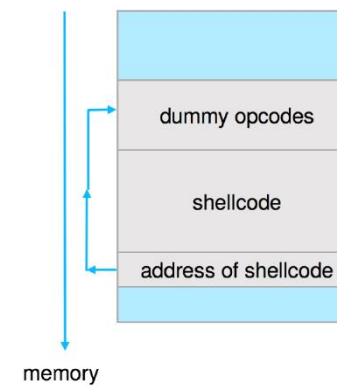 dummy opcodes
shellcode
address of shellcode
memory